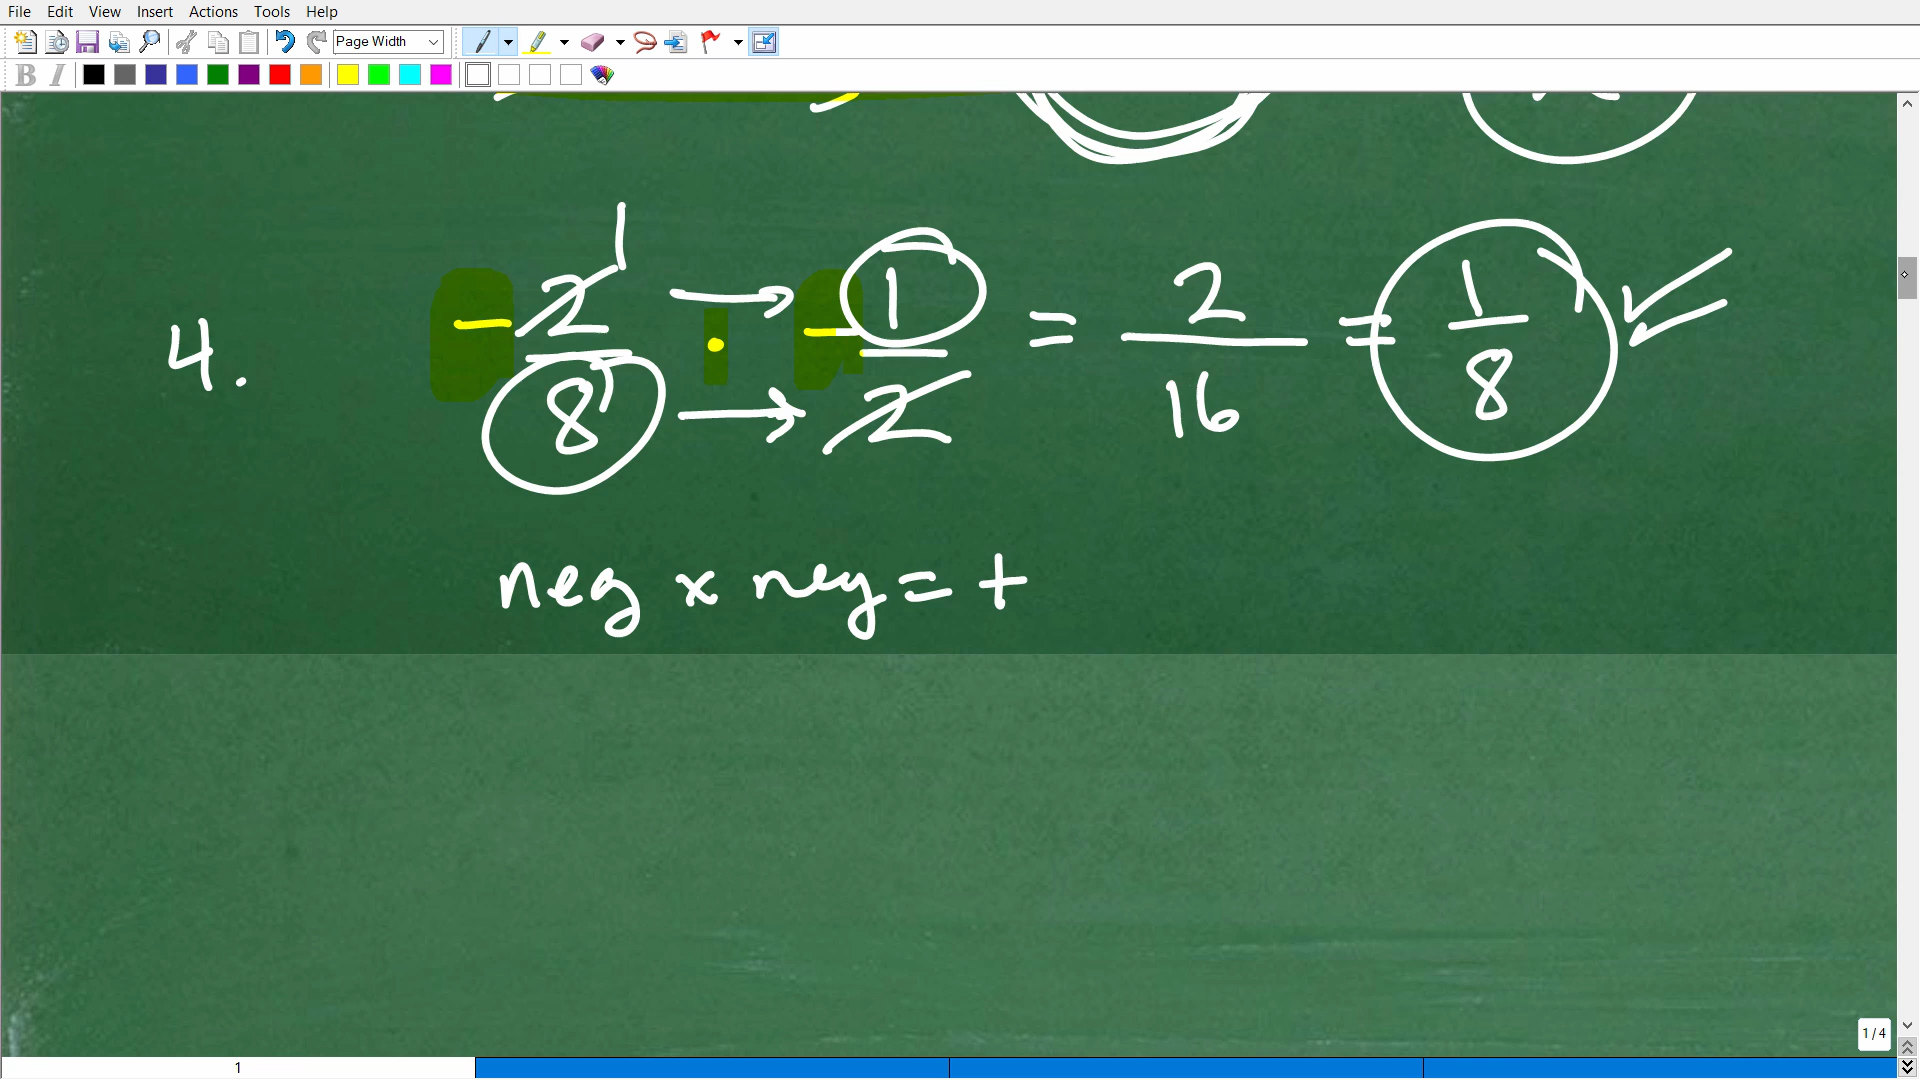 File Edit View Insert Actions Tools Help
Page Width
B I
4. -2/8 · -1/2 = 2/16 = 1/8
1
neg x neg = +
1 / 4
1